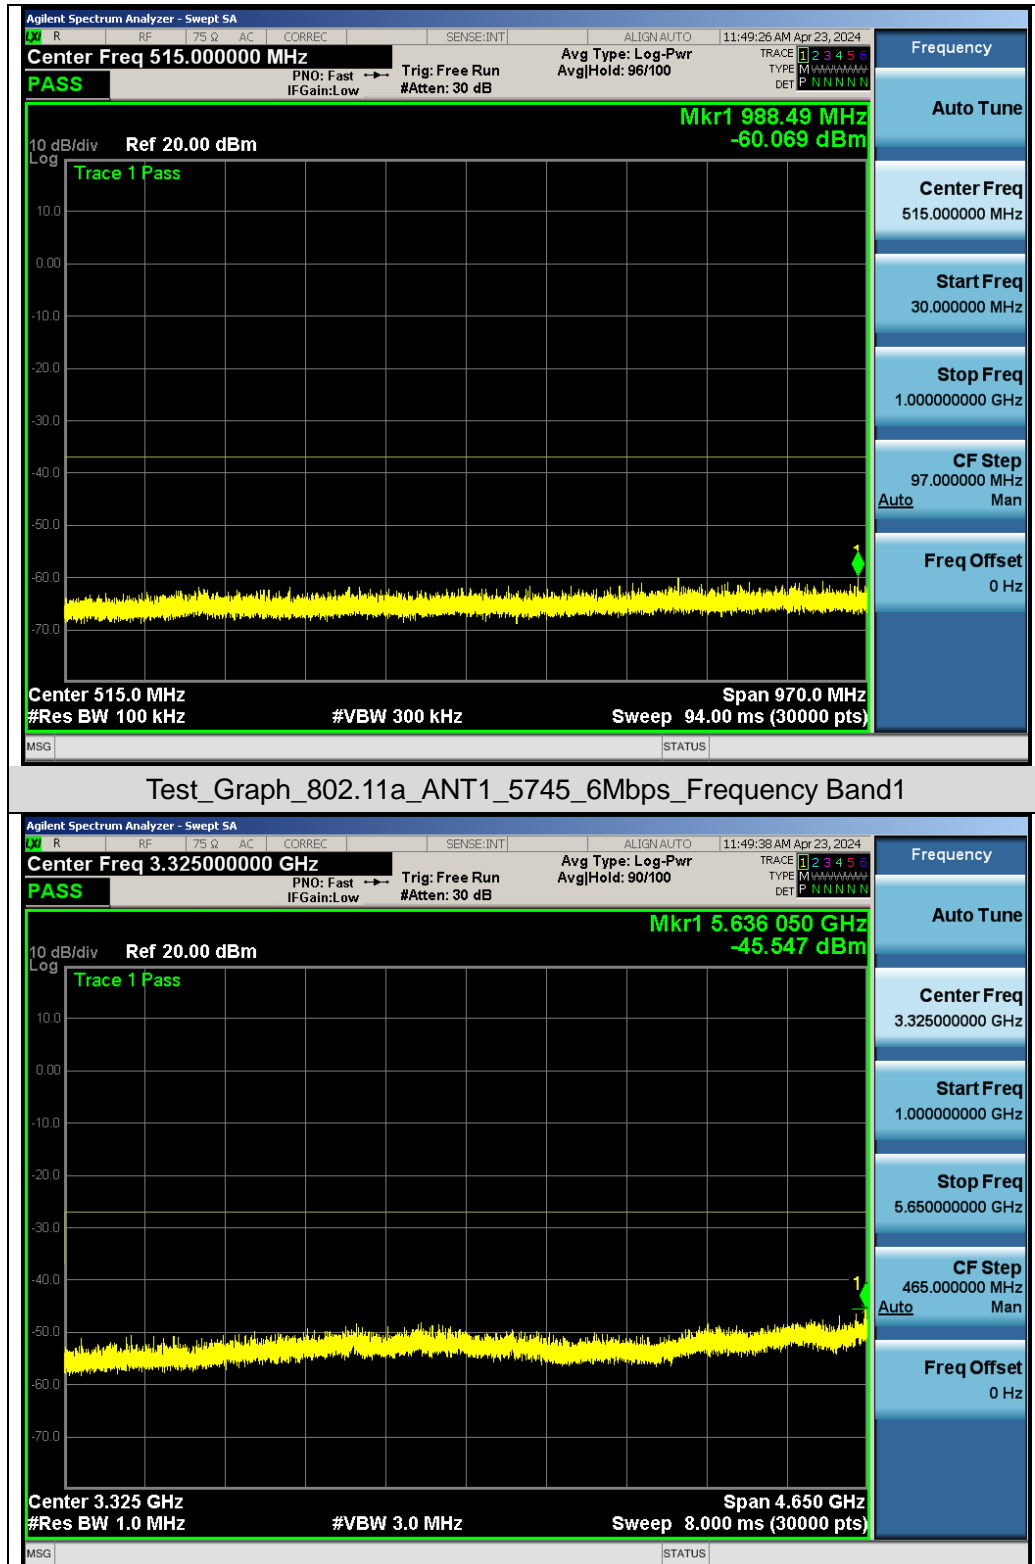 Agilent Spectrum Analyzer - Swept SA
LXI R RF 75 Ω AC CORREC SENSE:INT ALIGN AUTO 11:49:26 AM Apr 23, 2024
Center Freq 515.000000 MHz
PASS
PNO: Fast
IFGain:Low
Trig: Free Run
#Atten: 30 dB
Avg Type: Log-Pwr
Avg|Hold: 96/100
TRACE 1 2 3 4 5 6
TYPE M
DET P N N N N N
Mkr1 988.49 MHz
-60.069 dBm
10 dB/div Ref 20.00 dBm
Log
Trace 1 Pass
10.0
0.00
-10.0
-20.0
-30.0
-40.0
-50.0
1
-60.0
-70.0
Center 515.0 MHz Span 970.0 MHz
#Res BW 100 kHz #VBW 300 kHz Sweep 94.00 ms (30000 pts)
MSG STATUS
Frequency
Auto Tune
Center Freq
515.000000 MHz
Start Freq
30.000000 MHz
Stop Freq
1.000000000 GHz
CF Step
97.000000 MHz
Auto Man
Freq Offset
0 Hz
Test_Graph_802.11a_ANT1_5745_6Mbps_Frequency Band1
Agilent Spectrum Analyzer - Swept SA
LXI R RF 75 Ω AC CORREC SENSE:INT ALIGN AUTO 11:49:38 AM Apr 23, 2024
Center Freq 3.325000000 GHz
PASS
PNO: Fast
IFGain:Low
Trig: Free Run
#Atten: 30 dB
Avg Type: Log-Pwr
Avg|Hold: 90/100
TRACE 1 2 3 4 5 6
TYPE M
DET P N N N N N
Mkr1 5.636 050 GHz
-45.547 dBm
10 dB/div Ref 20.00 dBm
Log
Trace 1 Pass
10.0
0.00
-10.0
-20.0
-30.0
-40.0
1
-50.0
-60.0
-70.0
Center 3.325 GHz Span 4.650 GHz
#Res BW 1.0 MHz #VBW 3.0 MHz Sweep 8.000 ms (30000 pts)
MSG STATUS
Frequency
Auto Tune
Center Freq
3.325000000 GHz
Start Freq
1.000000000 GHz
Stop Freq
5.650000000 GHz
CF Step
465.000000 MHz
Auto Man
Freq Offset
0 Hz